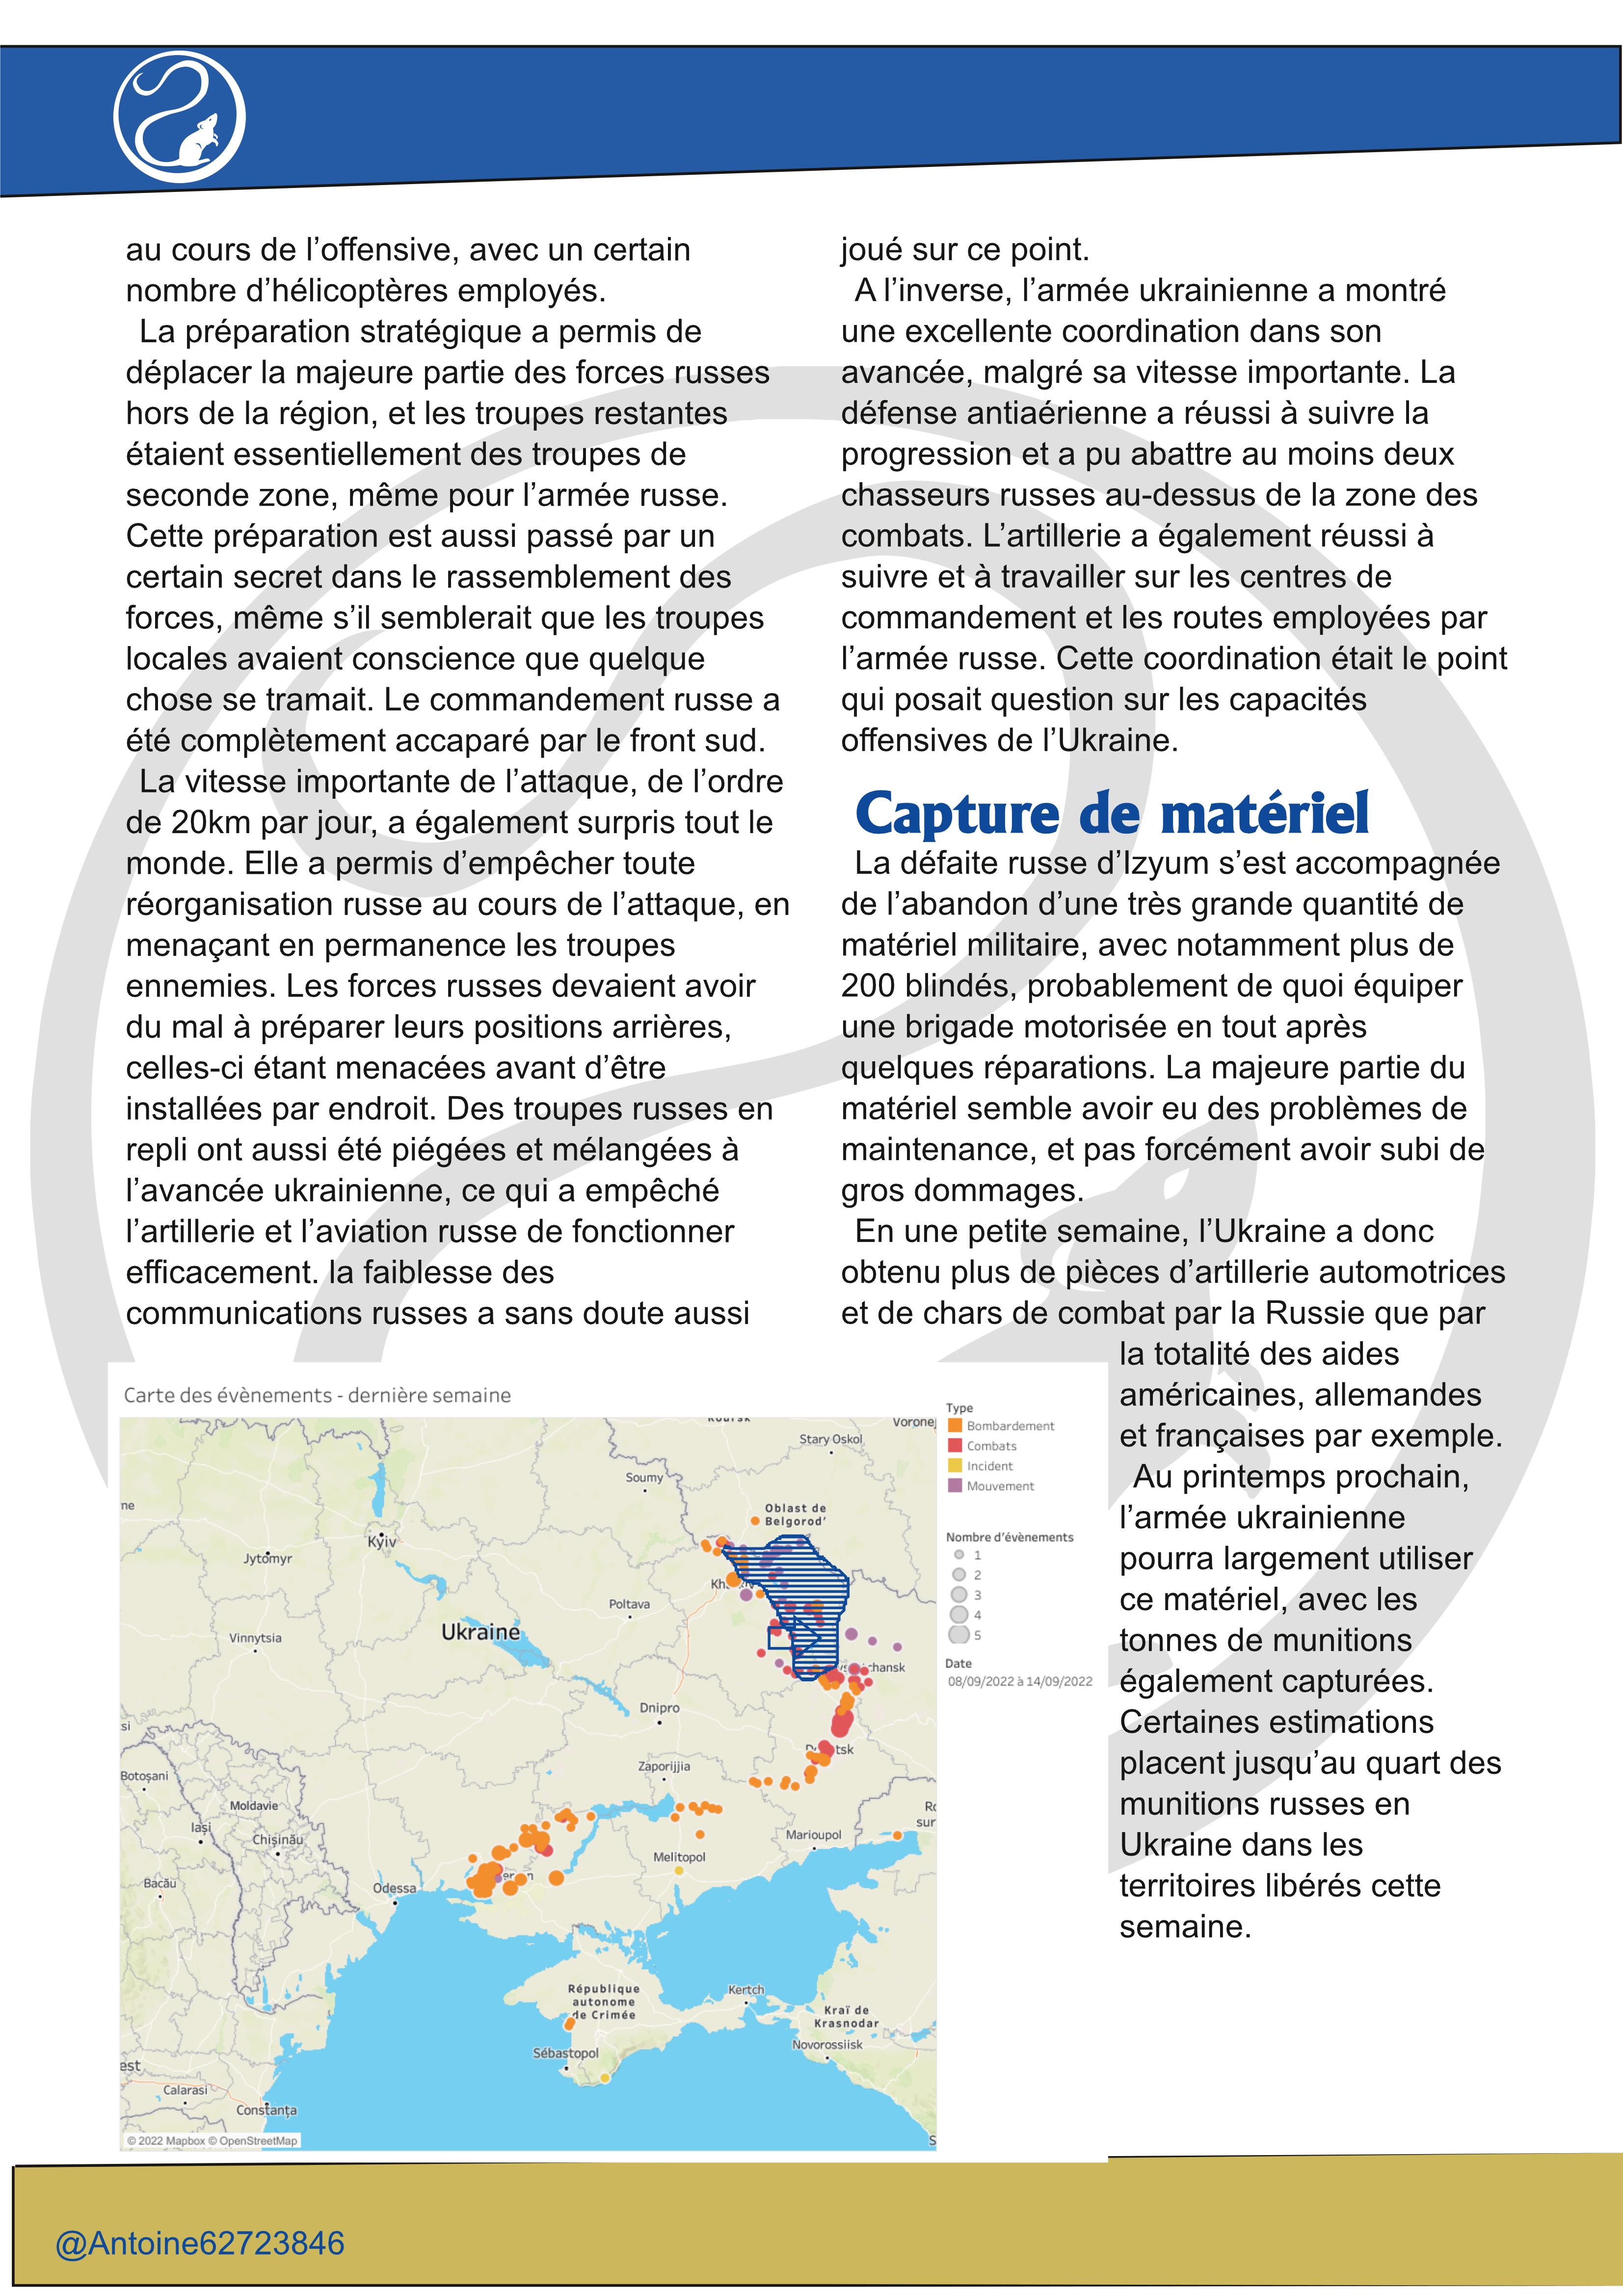 au cours de l’offensive, avec un certain
nombre d’hélicoptères employés.
La préparation stratégique a permis de
déplacer la majeure partie des forces russes
hors de la région, et les troupes restantes
étaient essentiellement des troupes de
seconde zone, même pour l’armée russe.
Cette préparation est aussi passé par un
certain secret dans le rassemblement des
forces, même s’il semblerait que les troupes
locales avaient conscience que quelque
chose se tramait. Le commandement russe a
été complètement accaparé par le front sud.
La vitesse importante de l’attaque, de l’ordre
de 20km par jour, a également surpris tout le
monde. Elle a permis d’empêcher toute
réorganisation russe au cours de l’attaque, en
menaçant en permanence les troupes
ennemies. Les forces russes devaient avoir
du mal à préparer leurs positions arrières,
celles-ci étant menacées avant d’être
installées par endroit. Des troupes russes en
repli ont aussi été piégées et mélangées à
l’avancée ukrainienne, ce qui a empêché
l’artillerie et l’aviation russe de fonctionner
efficacement. la faiblesse des
communications russes a sans doute aussi
joué sur ce point.
A l’inverse, l’armée ukrainienne a montré
une excellente coordination dans son
avancée, malgré sa vitesse importante. La
défense antiaérienne a réussi à suivre la
progression et a pu abattre au moins deux
chasseurs russes au-dessus de la zone des
combats. L’artillerie a également réussi à
suivre et à travailler sur les centres de
commandement et les routes employées par
l’armée russe. Cette coordination était le point
qui posait question sur les capacités
offensives de l’Ukraine.
Capture de matériel
La défaite russe d’Izyum s’est accompagnée
de l’abandon d’une très grande quantité de
matériel militaire, avec notamment plus de
200 blindés, probablement de quoi équiper
une brigade motorisée en tout après
quelques réparations. La majeure partie du
matériel semble avoir eu des problèmes de
maintenance, et pas forcément avoir subi de
gros dommages.
En une petite semaine, l’Ukraine a donc
obtenu plus de pièces d’artillerie automotrices
et de chars de combat par la Russie que par
la totalité des aides
américaines, allemandes
et françaises par exemple.
Au printemps prochain,
l’armée ukrainienne
pourra largement utiliser
ce matériel, avec les
tonnes de munitions
également capturées.
Certaines estimations
placent jusqu’au quart des
munitions russes en
Ukraine dans les
territoires libérés cette
semaine.
Carte des évènements - dernière semaine
Voronej
Stary Oskol
Soumy
Oblast de
Belgorod'
Kyïv
Jytomyr
Poltava
Ukraine
Vinnytsia
Dnipro
Zaporijjia
Botoșani
Moldavie
Iași
Chișinău
Marioupol
Melitopol
Bacău
Odessa
République
autonome
de Crimée
Kertch
Kraï de
Krasnodar
Sébastopol
Novorossiisk
Calarasi
Constanța
© 2022 Mapbox © OpenStreetMap
Type
Bombardement
Combats
Incident
Mouvement
Nombre d'évènements
1
2
3
4
5
Date
08/09/2022 à 14/09/2022
@Antoine62723846